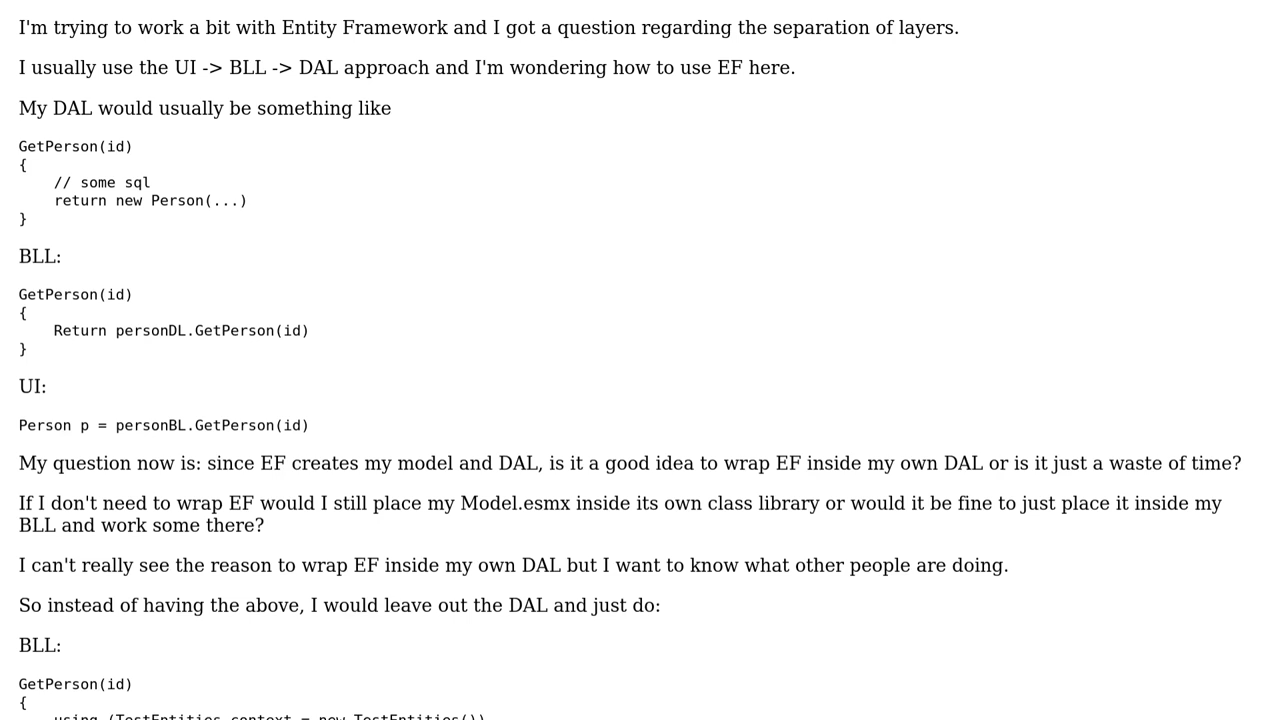 I'm trying to work a bit with Entity Framework and I got a question regarding the separation of layers.
I usually use the UI -> BLL -> DAL approach and I'm wondering how to use EF here.
My DAL would usually be something like
GetPerson(id)
{
    // some sql
    return new Person(...)
}
BLL:
GetPerson(id)
{
    Return personDL.GetPerson(id)
}
UI:
Person p = personBL.GetPerson(id)
My question now is: since EF creates my model and DAL, is it a good idea to wrap EF inside my own DAL or is it just a waste of time?
If I don't need to wrap EF would I still place my Model.esmx inside its own class library or would it be fine to just place it inside my
BLL and work some there?
I can't really see the reason to wrap EF inside my own DAL but I want to know what other people are doing.
So instead of having the above, I would leave out the DAL and just do:
BLL:
GetPerson(id)
{
    using (TestEntities context = new TestEntities())